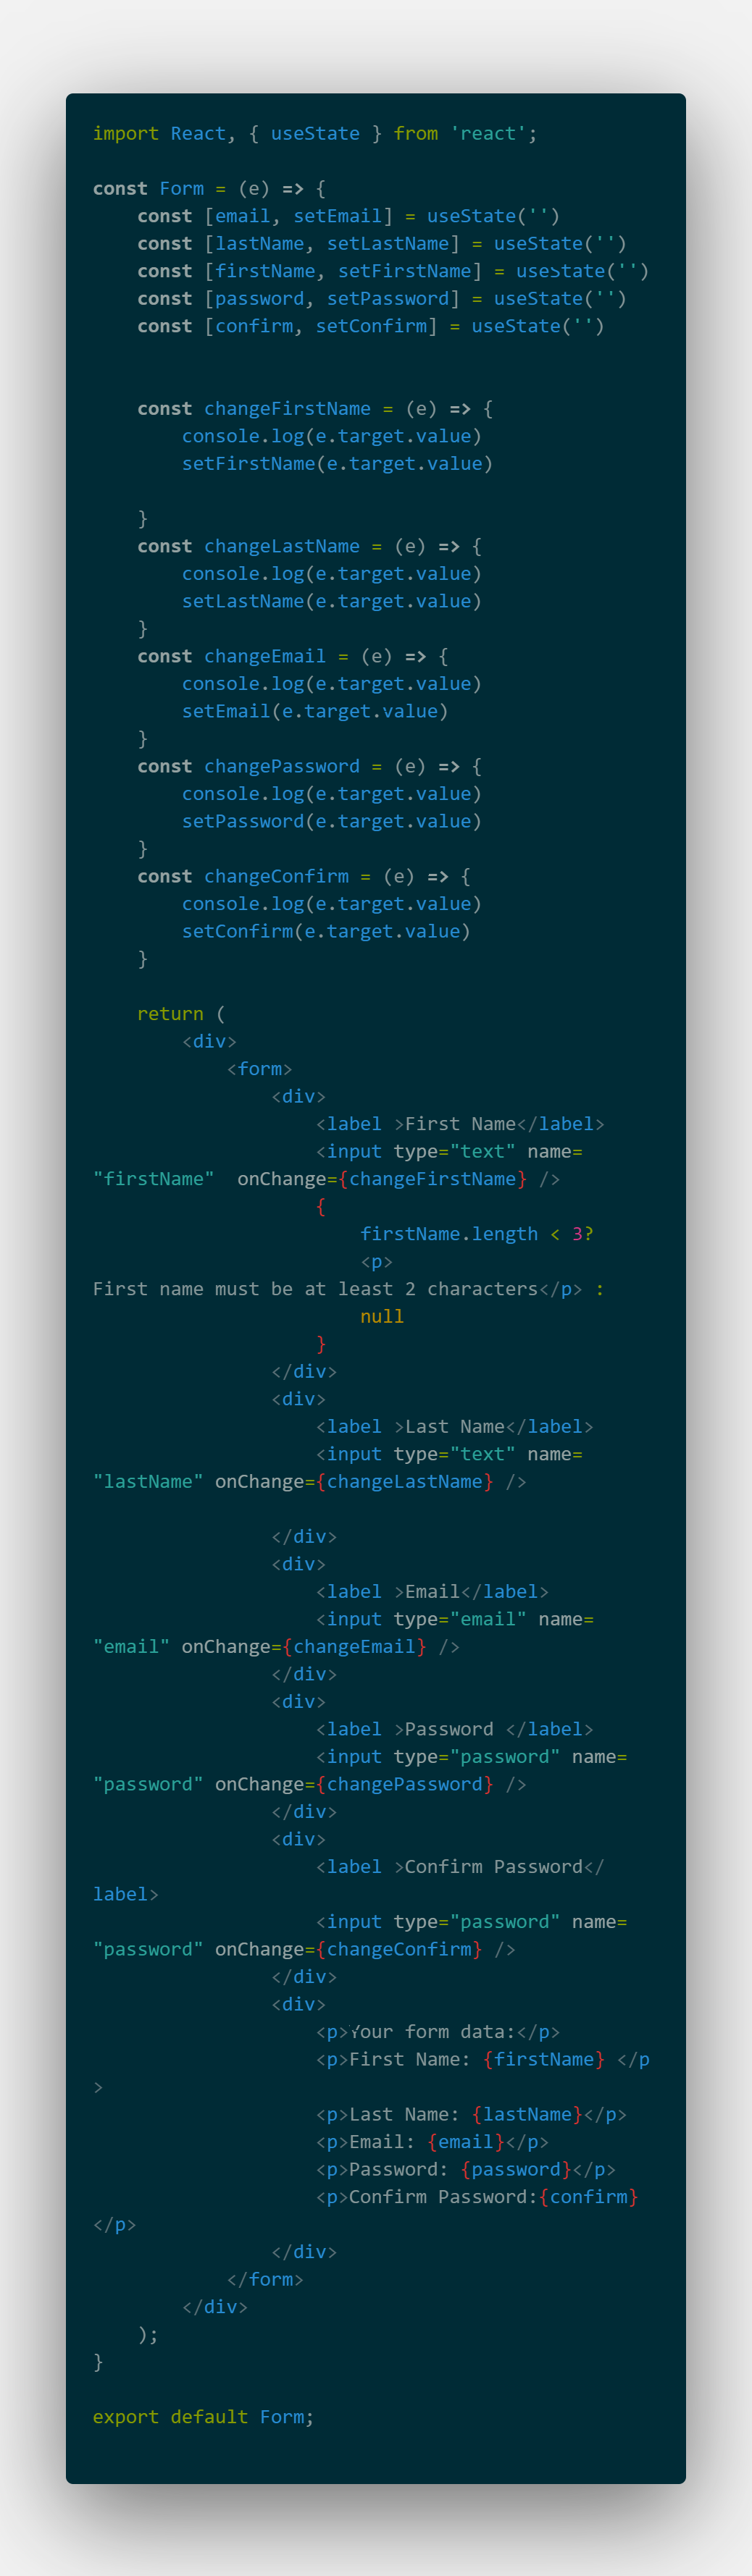 import React, { useState } from 'react';

const Form = (e) => {
    const [email, setEmail] = useState('')
    const [lastName, setLastName] = useState('')
    const [firstName, setFirstName] = useState('')
    const [password, setPassword] = useState('')
    const [confirm, setConfirm] = useState('')


    const changeFirstName = (e) => {
        console.log(e.target.value)
        setFirstName(e.target.value)

    }
    const changeLastName = (e) => {
        console.log(e.target.value)
        setLastName(e.target.value)
    }
    const changeEmail = (e) => {
        console.log(e.target.value)
        setEmail(e.target.value)
    }
    const changePassword = (e) => {
        console.log(e.target.value)
        setPassword(e.target.value)
    }
    const changeConfirm = (e) => {
        console.log(e.target.value)
        setConfirm(e.target.value)
    }

    return (
        <div>
            <form>
                <div>
                    <label >First Name</label>
                    <input type="text" name=
"firstName"  onChange={changeFirstName} />
                    {
                        firstName.length < 3?
                        <p>
First name must be at least 2 characters</p> :
                        null
                    }
                </div>
                <div>
                    <label >Last Name</label>
                    <input type="text" name=
"lastName" onChange={changeLastName} />

                </div>
                <div>
                    <label >Email</label>
                    <input type="email" name=
"email" onChange={changeEmail} />
                </div>
                <div>
                    <label >Password </label>
                    <input type="password" name=
"password" onChange={changePassword} />
                </div>
                <div>
                    <label >Confirm Password</
label>
                    <input type="password" name=
"password" onChange={changeConfirm} />
                </div>
                <div>
                    <p>Your form data:</p>
                    <p>First Name: {firstName} </p
>
                    <p>Last Name: {lastName}</p>
                    <p>Email: {email}</p>
                    <p>Password: {password}</p>
                    <p>Confirm Password:{confirm}
</p>
                </div>
            </form>
        </div>
    );
}

export default Form;